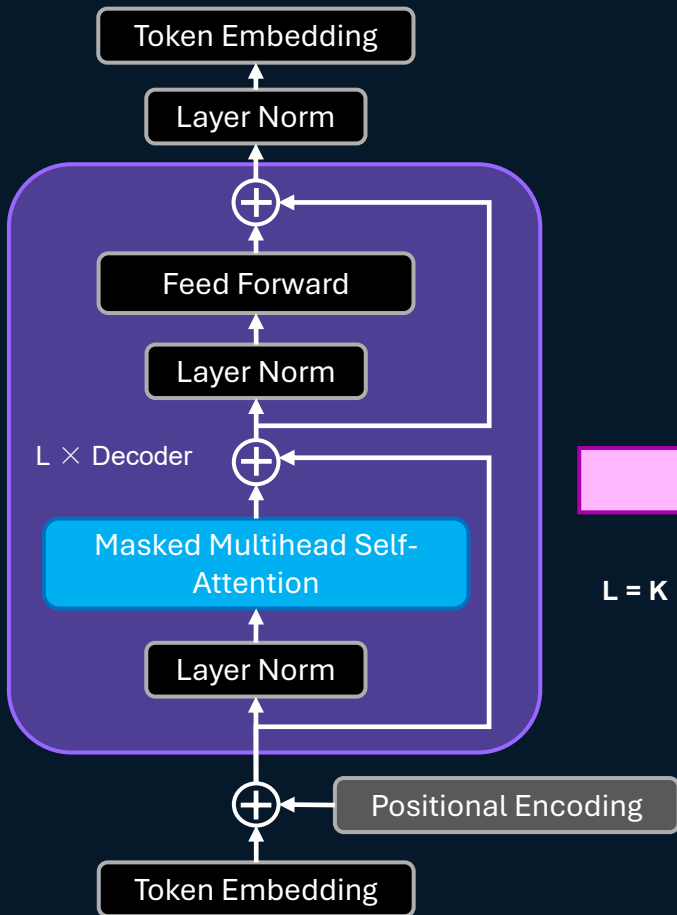 Token Embedding
Layer Norm
Feed Forward
Layer Norm
L × Decoder
Masked Multihead Self-
Attention
L = K
Layer Norm
Positional Encoding
Token Embedding